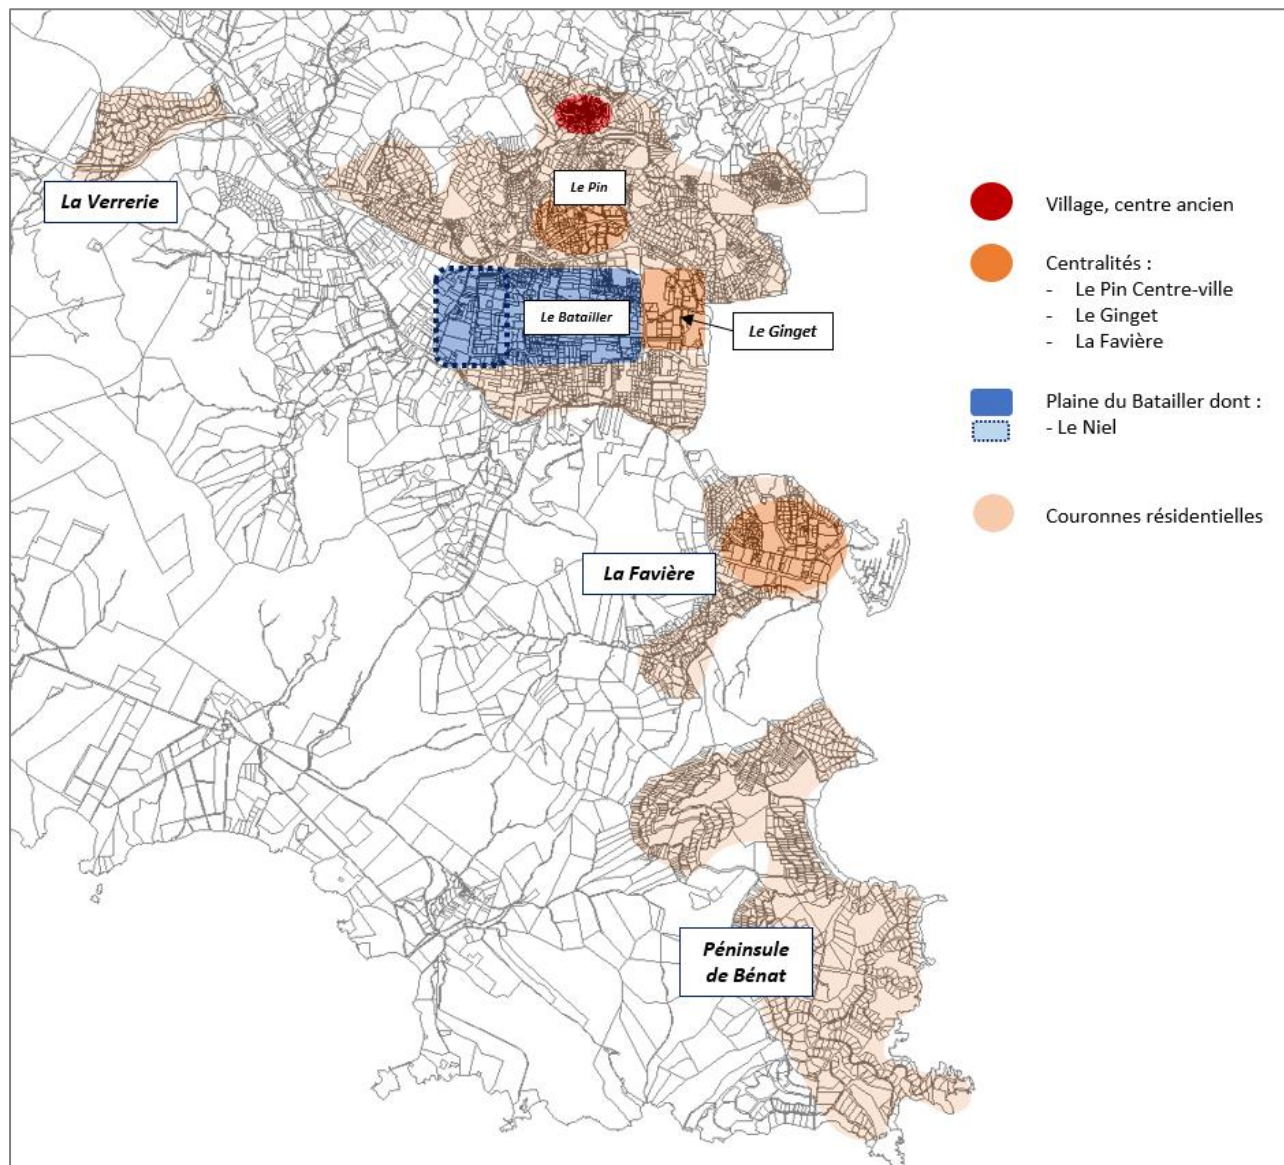 La Verrerie
Le Pin
Le Batailler
Le Ginget
La Favière
Péninsule
de Bénat
Village, centre ancien
Centralités :
- Le Pin Centre-ville
- Le Ginget
- La Favière
Plaine du Batailler dont :
- Le Niel
Couronnes résidentielles